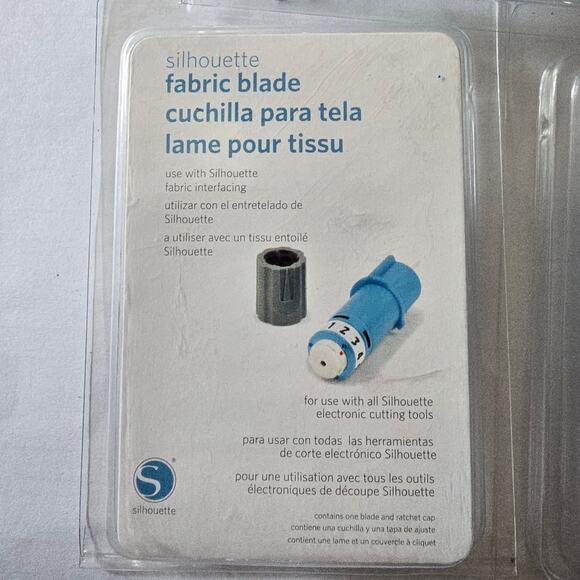 silhouette
fabric blade
cuchilla para tela
lame pour tissu
use with Silhouette
fabric interfacing
utilizar con el entretelado de
Silhouette
a utiliser avec un tissu entoilé
Silhouette
1 2 3
for use with all Silhouette
electronic cutting tools
para usar con todas las herramientas
de corte electrónico Silhouette
pour une utilisation avec tous les outils
électroniques de découpe Silhouette
S
®
silhouette
contains one blade and ratchet cap
contiene una cuchilla y una tapa de ajuste
contient une lame et un couvercle à cliquet